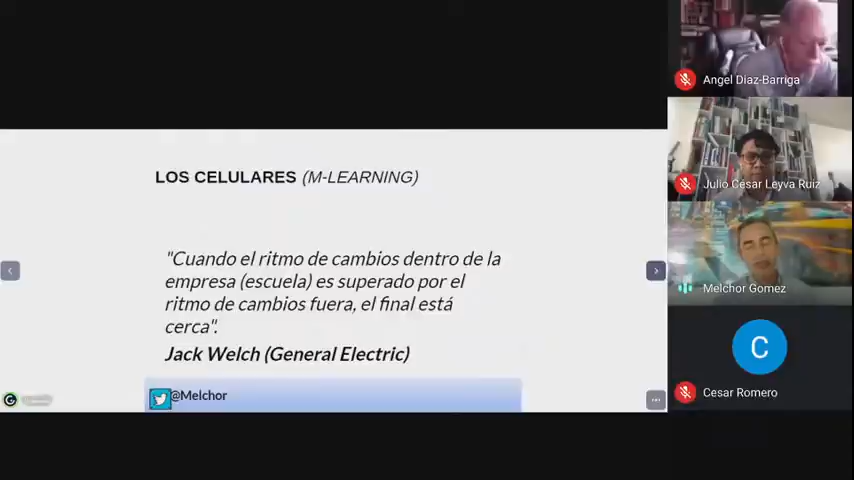 LOS CELULARES (M-LEARNING)
"Cuando el ritmo de cambios dentro de la
empresa (escuela) es superado por el
ritmo de cambios fuera, el final está
cerca".
Jack Welch (General Electric)
@Melchor
Angel Diaz-Barriga
Julio César Leyva Ruiz
Melchor Gomez
C
Cesar Romero